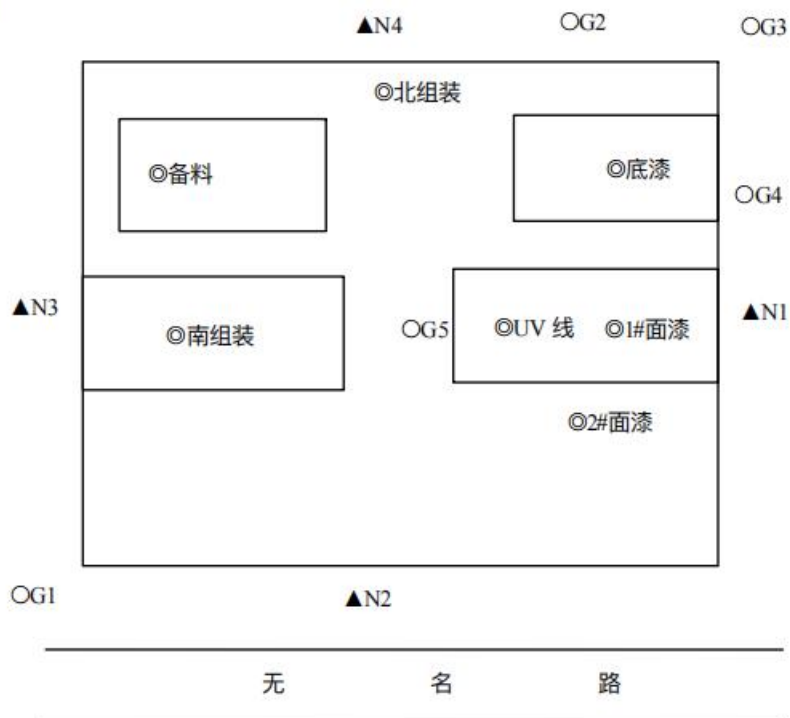 ▲N4 ○G2 ○G3
◎北组装
◎备料 ◎底漆
○G4
▲N3 ▲N1
◎南组装 ○G5 ◎UV 线 ◎1#面漆
◎2#面漆
○G1 ▲N2
无 名 路